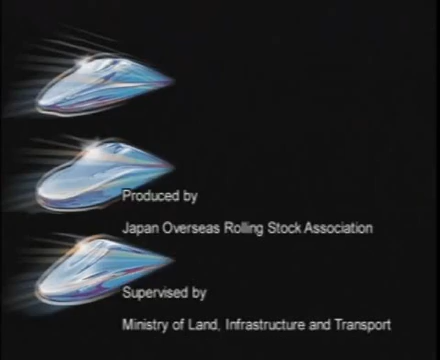 Produced by
Japan Overseas Rolling Stock Association
Supervised by
Ministry of Land, Infrastructure and Transport